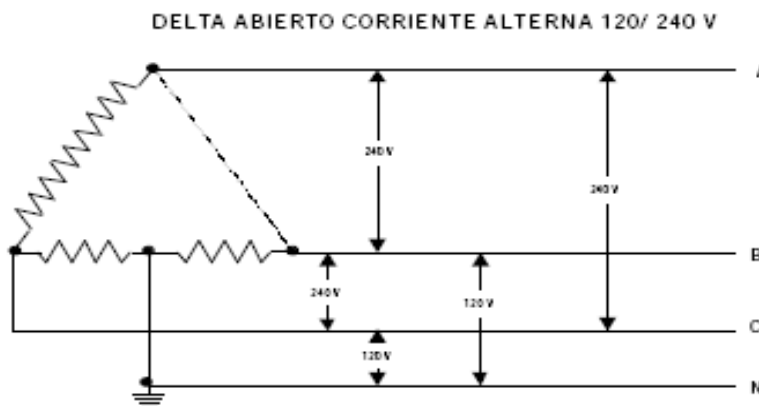 DELTA ABIERTO CORRIENTE ALTERNA 120/ 240 V
A
240 V
240 V
B
240 V
120 V
C
120 V
N